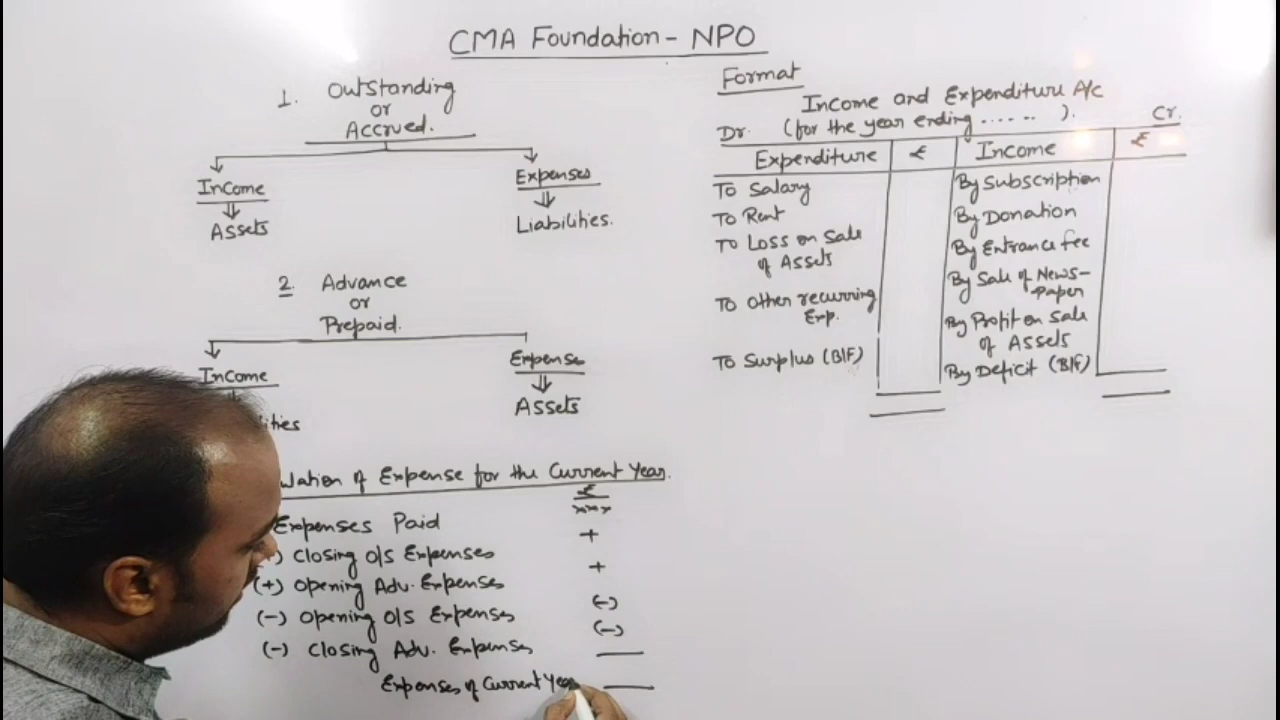 CMA Foundation - NPO
1. Outstanding
or
Accrued.
Income
Expenses
Assets
Liabilities.
2. Advance
or
Prepaid.
Income
Expense
Assets
of Expense for the Current Year.
₹
xxx
Expenses Paid
+
) Closing O/S Expenses
+
(+) Opening Adv. Expenses
(-)
(-) Opening O/S Expenses
(-)
(-) Closing Adv. Expenses
Expenses of Current
Format
Income and Expenditure A/c
Dr. (for the year ending ...... ). Cr.
Expenditure ₹ Income ₹
To Salary
To Rent
To Loss on Sale
of Assets
To Other recurring
Exp.
To Surplus (B/F)
By Subscription
By Donation
By Entrance fee
By Sale of News-
Paper
By Profit on Sale
of Assets
By Deficit (B/F)